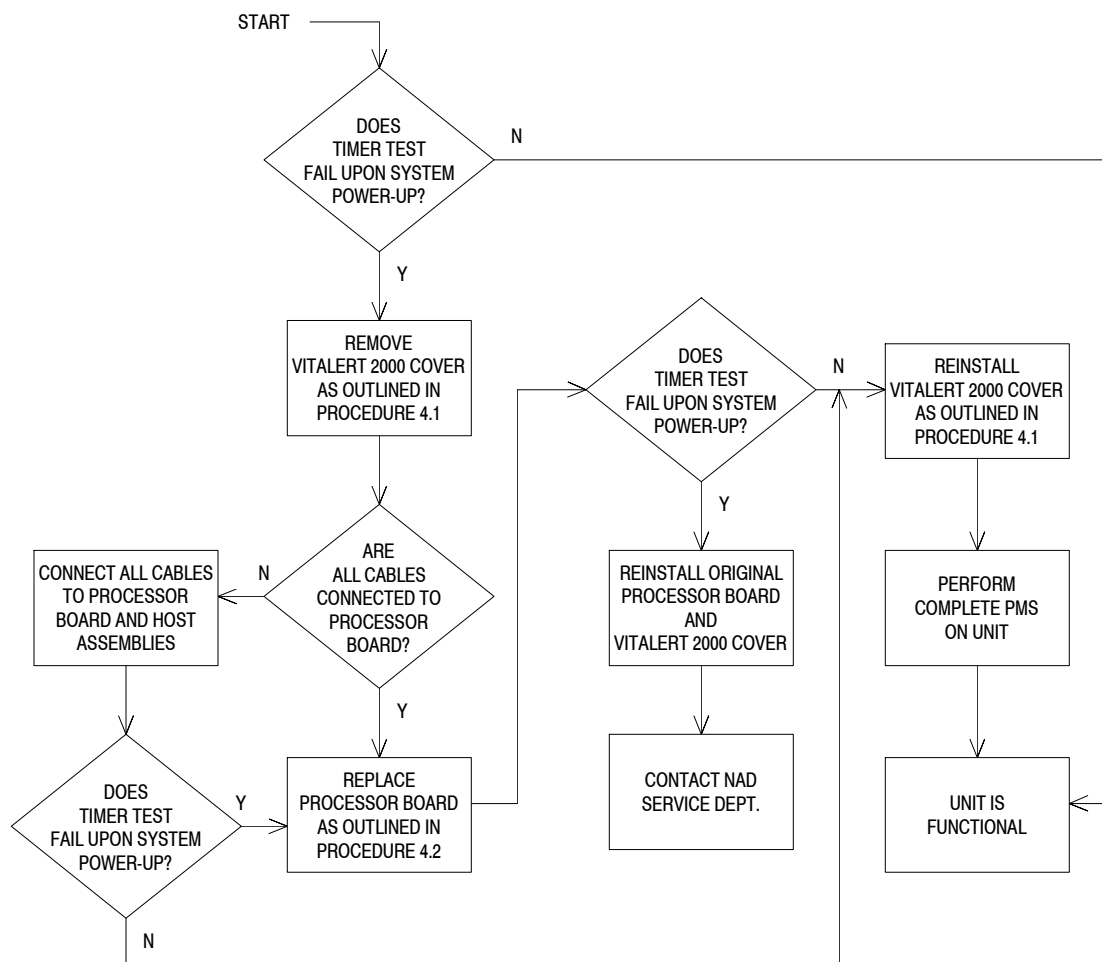 START
DOES
TIMER TEST
FAIL UPON SYSTEM
POWER-UP?
N
Y
REMOVE
VITALERT 2000 COVER
AS OUTLINED IN
PROCEDURE 4.1
ARE
ALL CABLES
CONNECTED TO
PROCESSOR
BOARD?
N
Y
CONNECT ALL CABLES
TO PROCESSOR
BOARD AND HOST
ASSEMBLIES
DOES
TIMER TEST
FAIL UPON SYSTEM
POWER-UP?
Y
N
REPLACE
PROCESSOR BOARD
AS OUTLINED IN
PROCEDURE 4.2
DOES
TIMER TEST
FAIL UPON SYSTEM
POWER-UP?
N
Y
REINSTALL ORIGINAL
PROCESSOR BOARD
AND
VITALERT 2000 COVER
CONTACT NAD
SERVICE DEPT.
REINSTALL
VITALERT 2000 COVER
AS OUTLINED IN
PROCEDURE 4.1
PERFORM
COMPLETE PMS
ON UNIT
UNIT IS
FUNCTIONAL